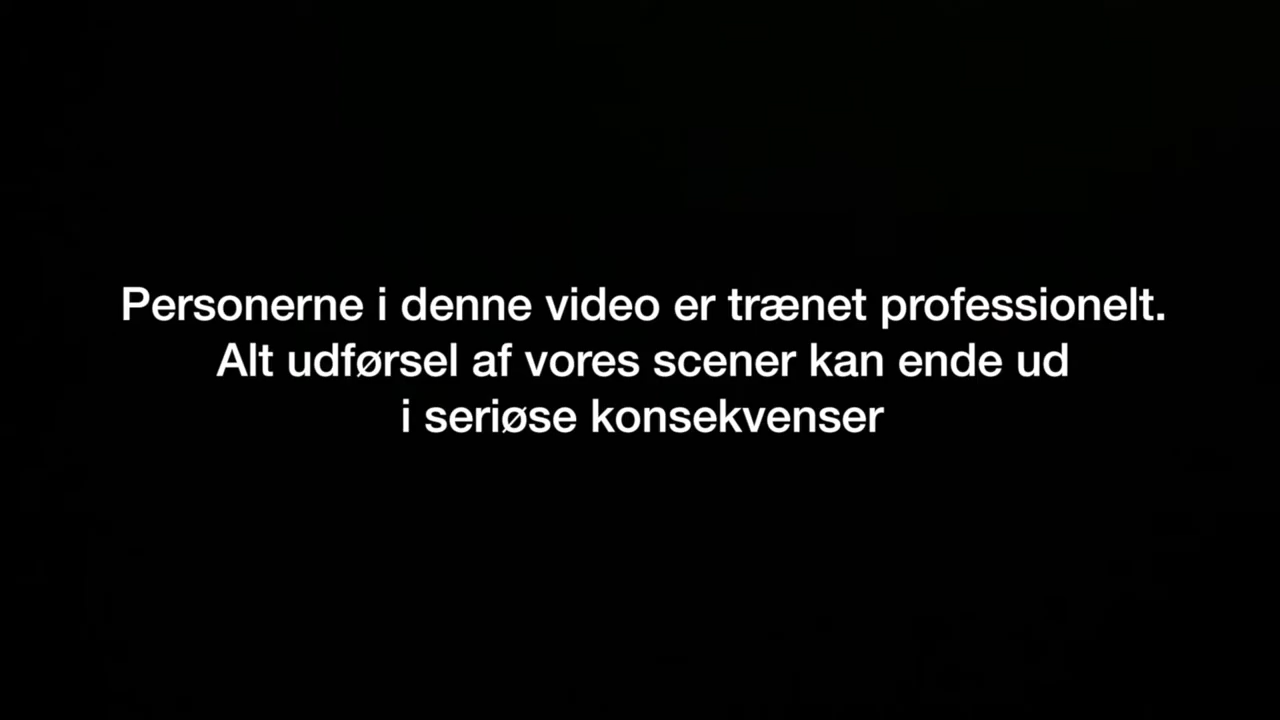 Personerne i denne video er trænet professionelt.
Alt udførsel af vores scener kan ende ud
i seriøse konsekvenser